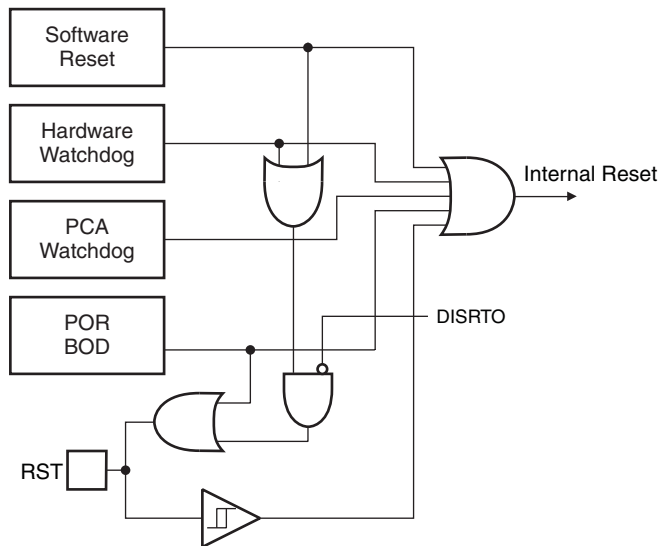 Software
Reset
Hardware
Watchdog
Internal Reset
PCA
Watchdog
POR
BOD
DISRTO
RST